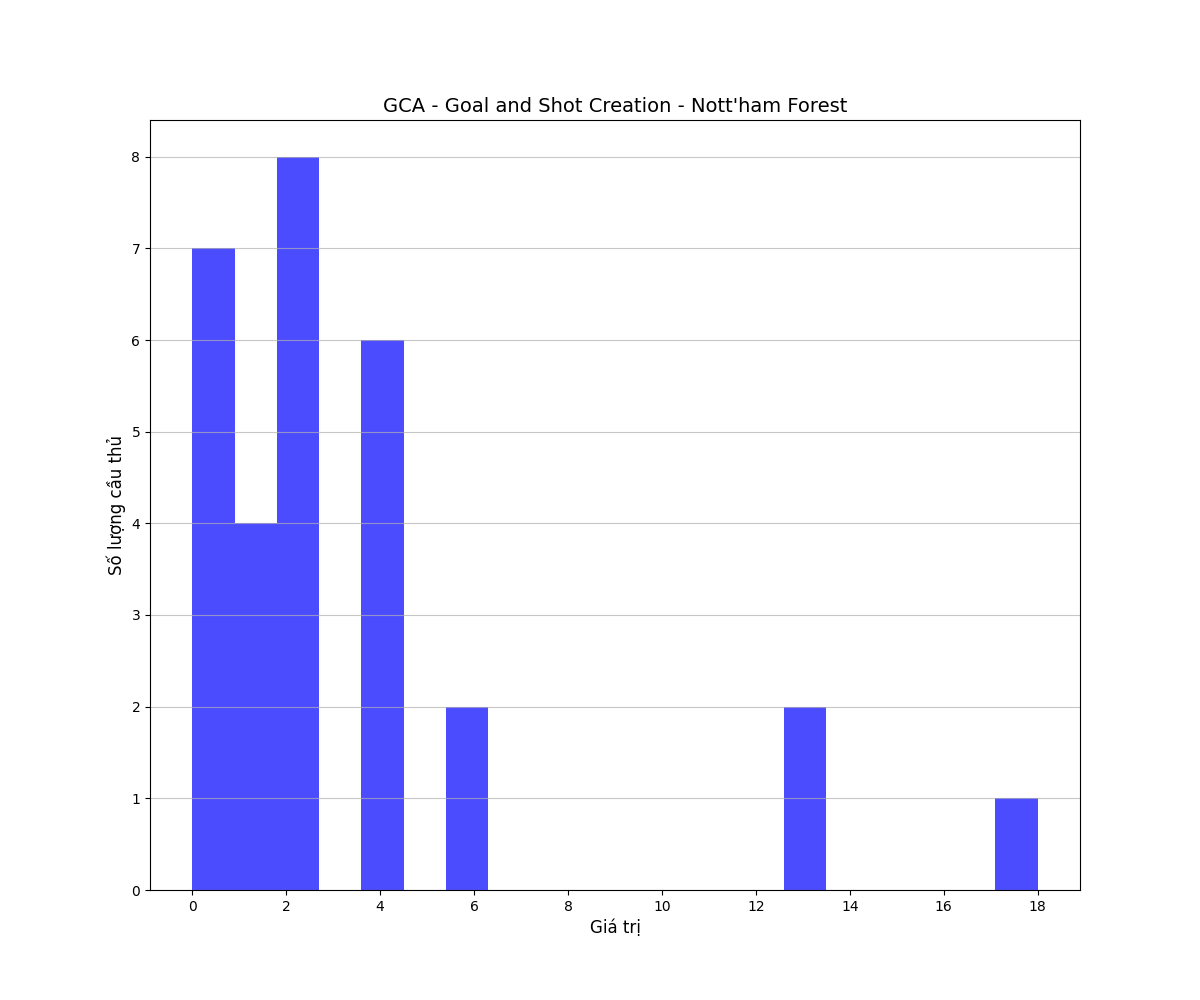 GCA - Goal and Shot Creation - Nott'ham Forest
Số lượng cầu thủ
8
7
6
5
4
3
2
1
0
0 2 4 6 8 10 12 14 16 18
Giá trị